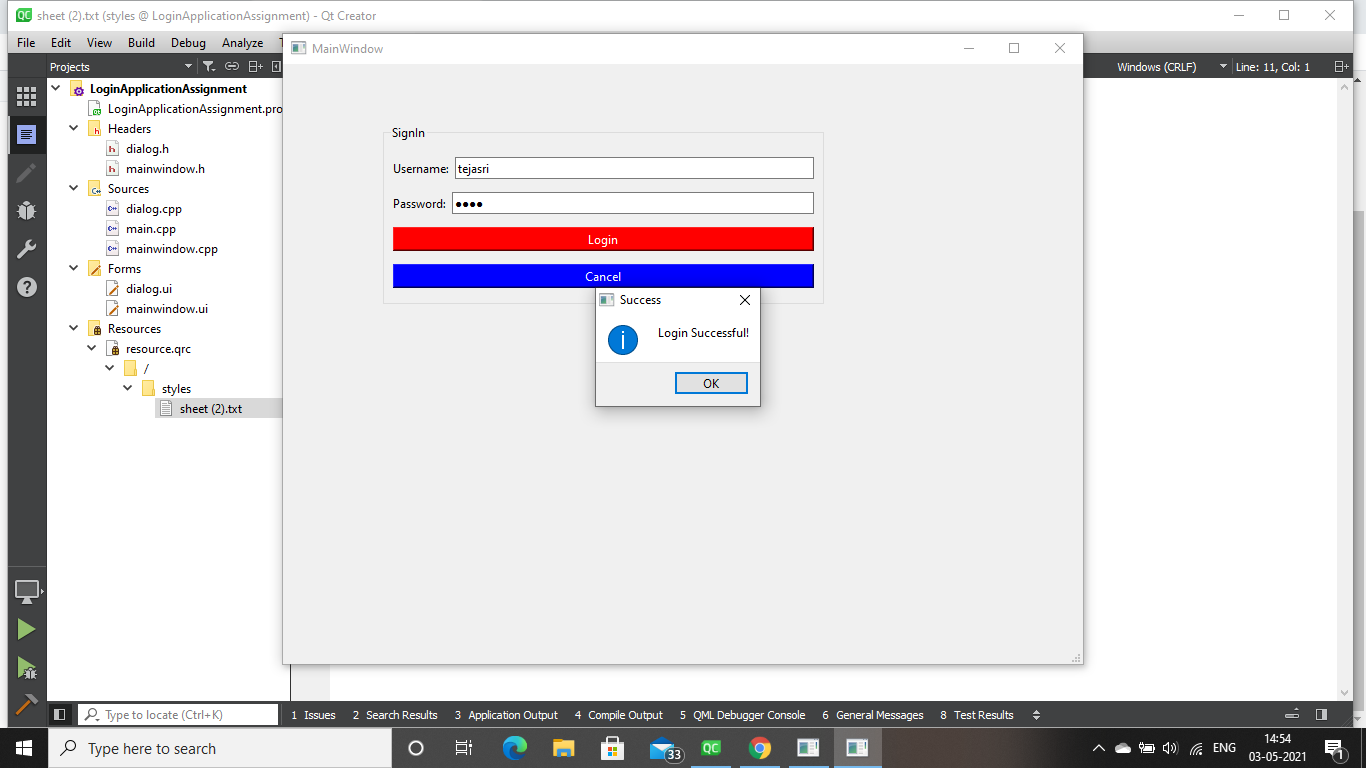 QC sheet (2).txt (styles @ LoginApplicationAssignment) - Qt Creator
File Edit View Build Debug Analyze
MainWindow
Projects
Windows (CRLF) Line: 11, Col: 1
LoginApplicationAssignment
LoginApplicationAssignment.pro
Headers
h dialog.h
h mainwindow.h
Sources
C++ dialog.cpp
C++ main.cpp
C++ mainwindow.cpp
Forms
dialog.ui
mainwindow.ui
Resources
resource.qrc
/
styles
sheet (2).txt
SignIn
Username: tejasri
Password: ●●●●
Login
Cancel
Success
i Login Successful!
OK
Type to locate (Ctrl+K) 1 Issues 2 Search Results 3 Application Output 4 Compile Output 5 QML Debugger Console 6 General Messages 8 Test Results
Type here to search 33 QC ENG 14:54
03-05-2021 1